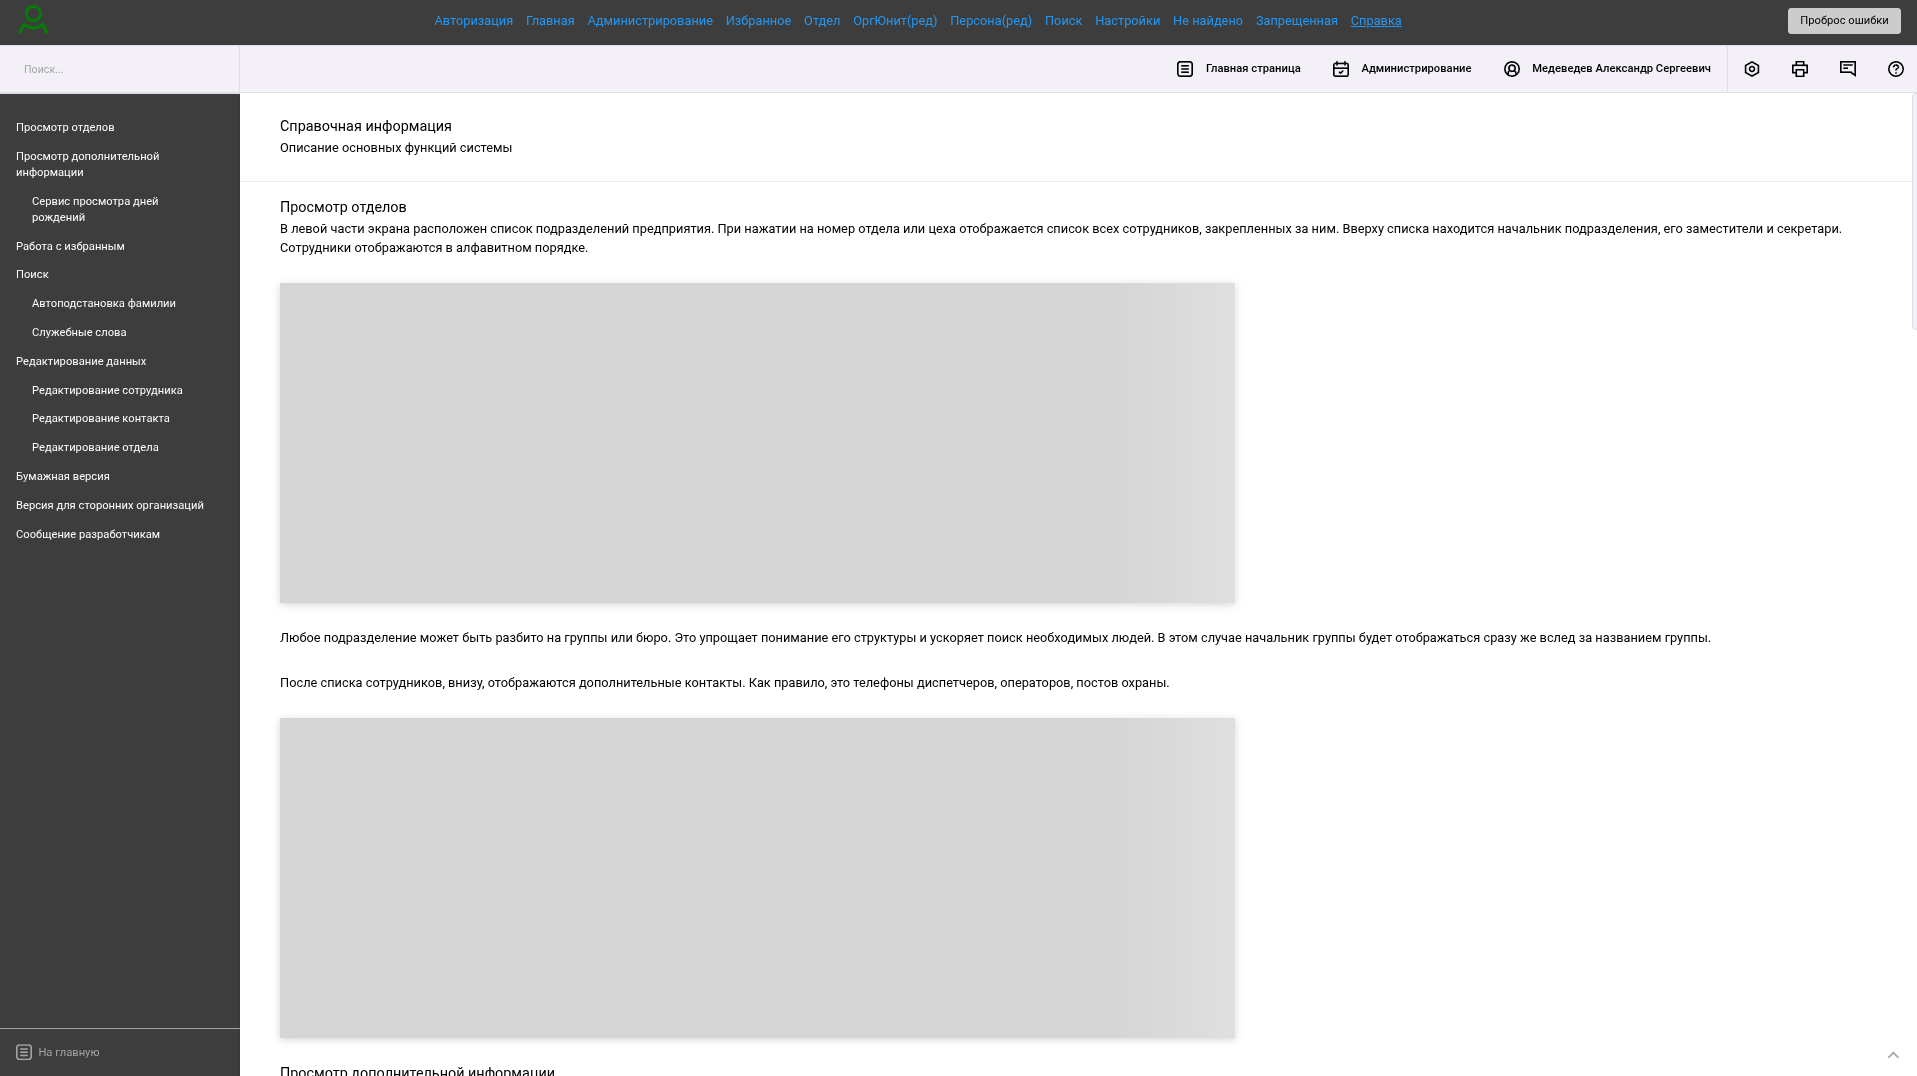 Авторизация Главная Администрирование Избранное Отдел ОргЮнит(ред) Персона(ред) Поиск Настройки Не найдено Запрещенная Справка
Проброс ошибки
Поиск...
Главная страница
Администрирование
Медеведев Александр Сергеевич
Просмотр отделов
Просмотр дополнительной
информации
Сервис просмотра дней
рождений
Работа с избранным
Поиск
Автоподстановка фамилии
Служебные слова
Редактирование данных
Редактирование сотрудника
Редактирование контакта
Редактирование отдела
Бумажная версия
Версия для сторонних организаций
Сообщение разработчикам
На главную
Справочная информация
Описание основных функций системы
Просмотр отделов
В левой части экрана расположен список подразделений предприятия. При нажатии на номер отдела или цеха отображается список всех сотрудников, закрепленных за ним. Вверху списка находится начальник подразделения, его заместители и секретари.
Сотрудники отображаются в алфавитном порядке.
Любое подразделение может быть разбито на группы или бюро. Это упрощает понимание его структуры и ускоряет поиск необходимых людей. В этом случае начальник группы будет отображаться сразу же вслед за названием группы.
После списка сотрудников, внизу, отображаются дополнительные контакты. Как правило, это телефоны диспетчеров, операторов, постов охраны.
Просмотр дополнительной информации